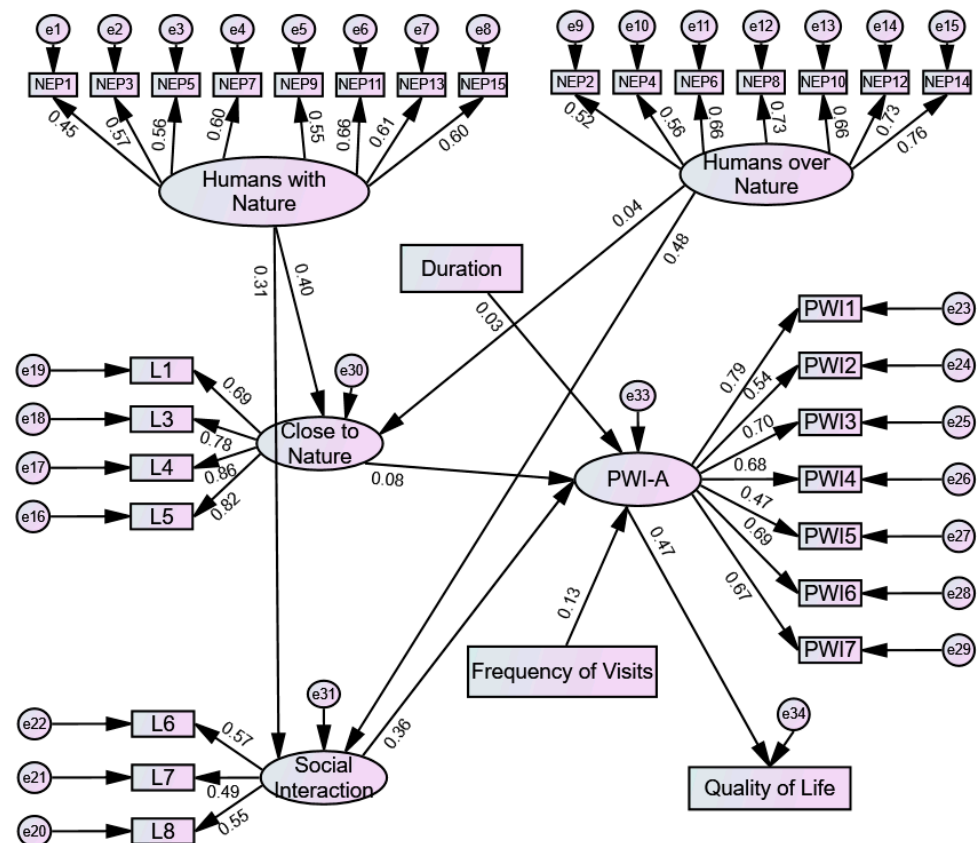 e1 e2 e3 e4 e5 e6 e7 e8 e9 e10 e11 e12 e13 e14 e15
NEP1 NEP3 NEP5 NEP7 NEP9 NEP11 NEP13 NEP15 NEP2 NEP4 NEP6 NEP8 NEP10 NEP12 NEP14
0.45 0.57 0.56 0.60 0.55 0.66 0.61 0.60 0.52 0.56 0.66 0.73 0.66 0.73 0.76
Humans with
Nature
Humans over
Nature
0.31 0.40 0.04 0.48
Duration
0.03
e19 L1 0.69
e18 L3 0.78
e17 L4 0.86
e16 L5 0.82
e30
Close to
Nature
0.08
e33
PWI-A
0.79 PWI1 e23
0.54 PWI2 e24
0.70 PWI3 e25
0.68 PWI4 e26
0.47 PWI5 e27
0.69 PWI6 e28
0.67 PWI7 e29
0.47
0.13
Frequency of Visits
0.36
e22 L6 0.57
e21 L7 0.49
e20 L8 0.55
e31
Social
Interaction
e34
Quality of Life